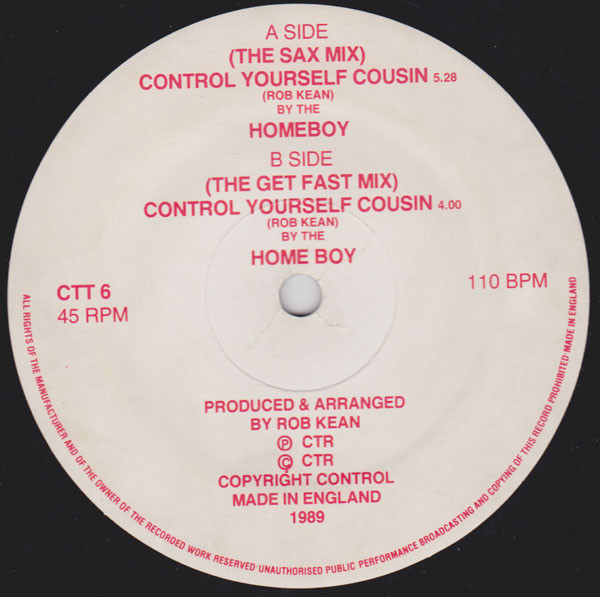 A SIDE
(THE SAX MIX)
CONTROL YOURSELF COUSIN 5.28
(ROB KEAN)
BY THE
HOMEBOY
B SIDE
(THE GET FAST MIX)
CONTROL YOURSELF COUSIN 4.00
(ROB KEAN)
BY THE
HOME BOY
CTT 6
45 RPM
110 BPM
PRODUCED & ARRANGED
BY ROB KEAN
Ⓟ CTR
© CTR
COPYRIGHT CONTROL
MADE IN ENGLAND
1989
ALL RIGHTS OF THE MANUFACTURER AND OF THE OWNER OF THE RECORDED WORK RESERVED·UNAUTHORISED PUBLIC PERFORMANCE BROADCASTING AND COPYING OF THIS RECORD PROHIBITED·MADE IN ENGLAND